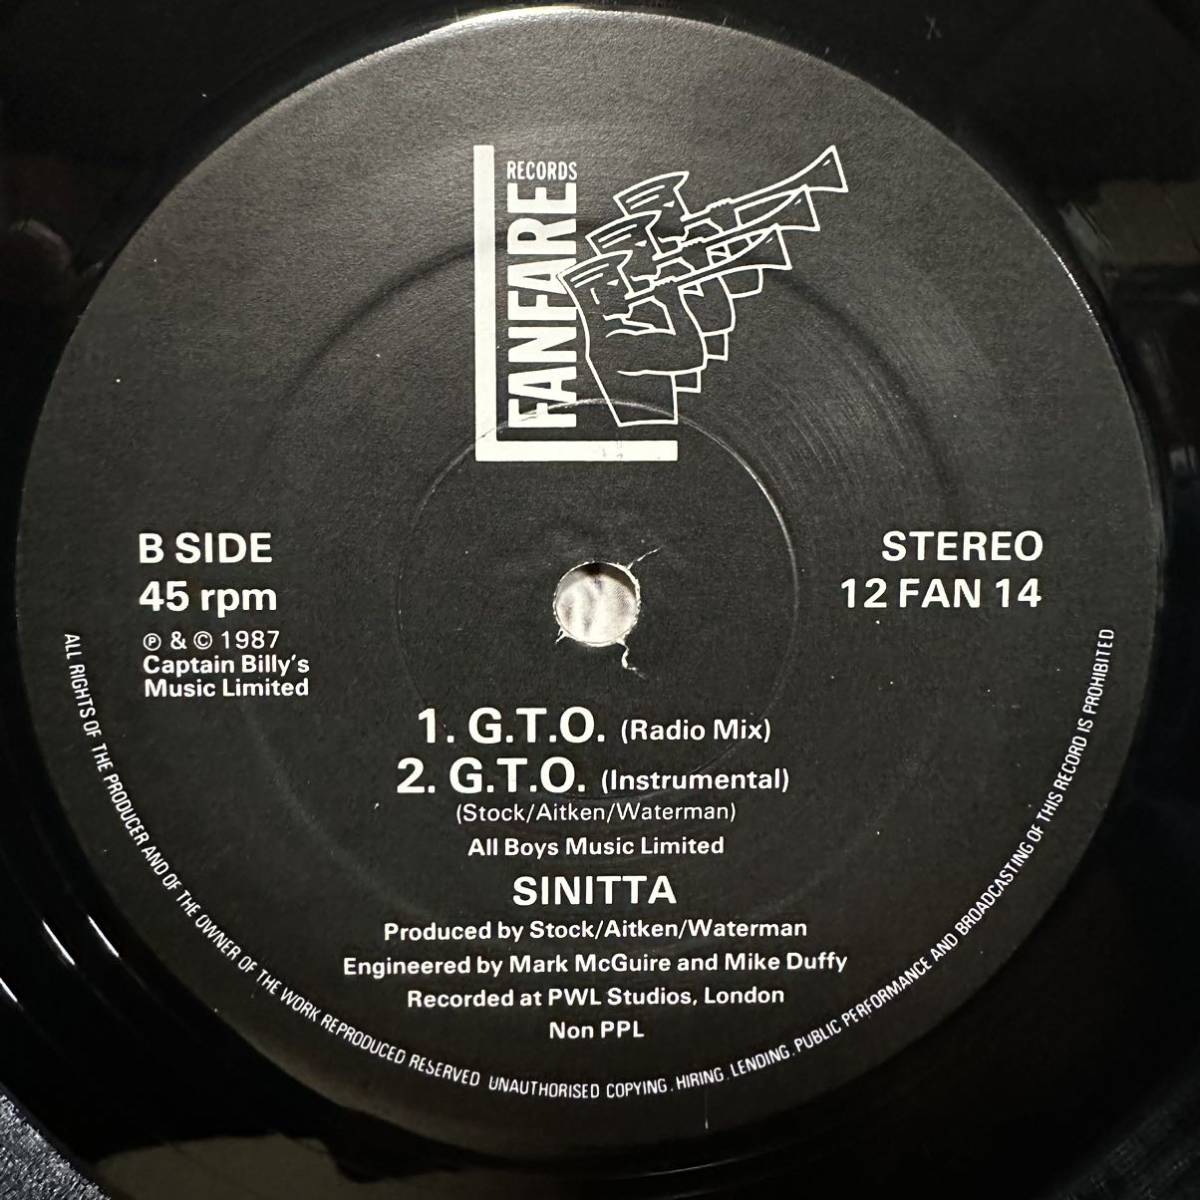 RECORDS
FANFARE
B SIDE
45 rpm
℗ & © 1987
Captain Billy's
Music Limited
STEREO
12 FAN 14
1. G.T.O. (Radio Mix)
2. G.T.O. (Instrumental)
(Stock/Aitken/Waterman)
All Boys Music Limited
SINITTA
Produced by Stock/Aitken/Waterman
Engineered by Mark McGuire and Mike Duffy
Recorded at PWL Studios, London
Non PPL
ALL RIGHTS OF THE PRODUCER AND OF THE OWNER OF THE WORK REPRODUCED RESERVED UNAUTHORISED COPYING. HIRING. LENDING. PUBLIC PERFORMANCE AND BROADCASTING OF THIS RECORD IS PROHIBITED